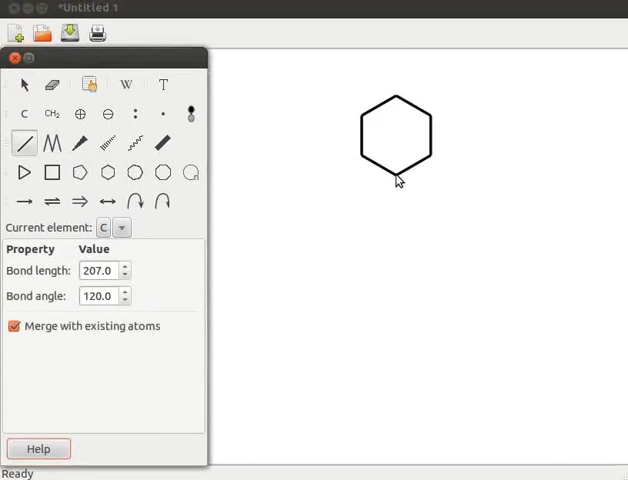 *Untitled 1
W T
C CH₂
Current element: C
Property Value
Bond length: 207.0
Bond angle: 120.0
Merge with existing atoms
Help
Ready